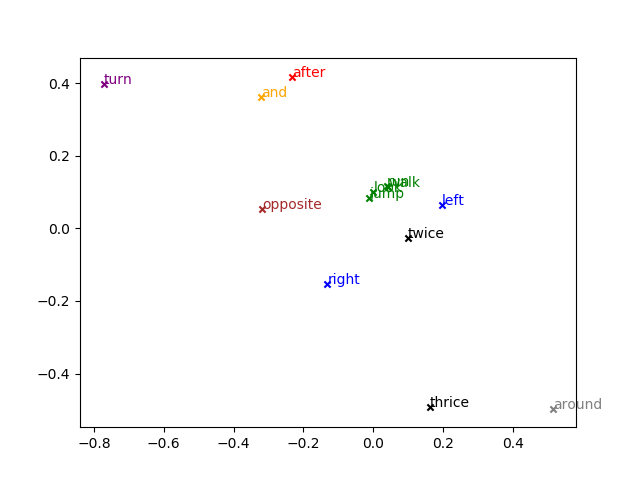 turn
after
and
walk
look
jump
opposite
left
twice
right
thrice
around
0.4
0.2
0.0
−0.2
−0.4
−0.8 −0.6 −0.4 −0.2 0.0 0.2 0.4